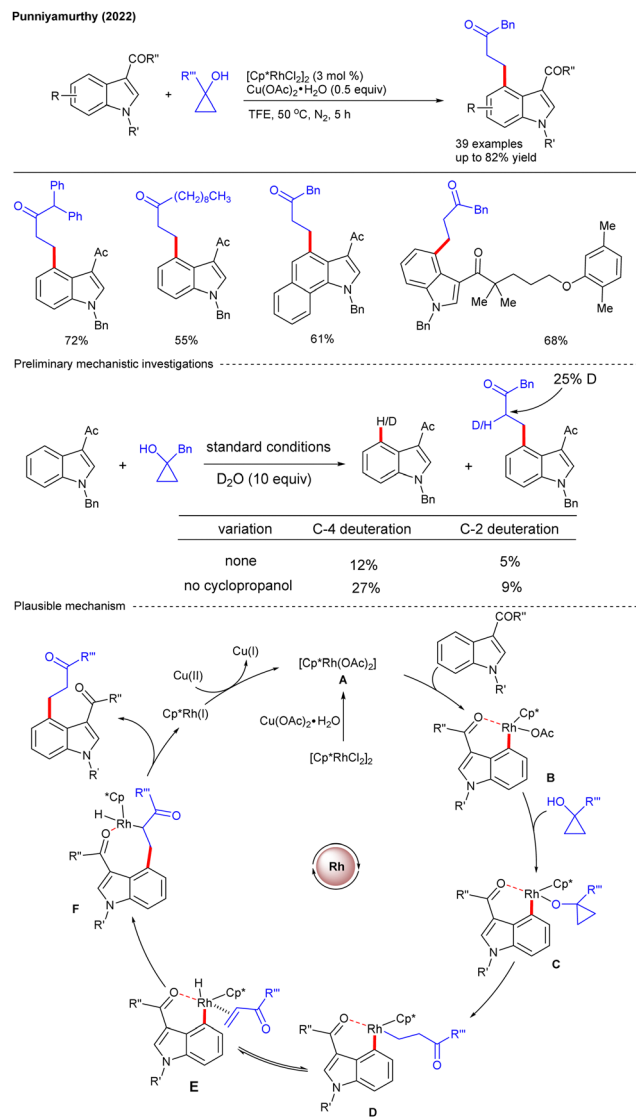 Punniyamurthy (2022)
O
Bn
COR"
R
N
R'
+
R'"
OH
[Cp*RhCl2]2 (3 mol %)
Cu(OAc)2•H2O (0.5 equiv)
TFE, 50 °C, N2, 5 h
COR"
R
N
R'
39 examples
up to 82% yield
Ph
O
Ph
Ac
N
Bn
72%
O
(CH2)8CH3
Ac
N
Bn
55%
O
Bn
Ac
N
Bn
61%
O
Bn
O
N
Bn
Me
Me
O
Me
Me
68%
Preliminary mechanistic investigations
Ac
N
Bn
+
HO
Bn
standard conditions
D2O (10 equiv)
H/D
Ac
N
Bn
+
O
Bn
25% D
D/H
Ac
N
Bn
variation C-4 deuteration C-2 deuteration
none 12% 5%
no cyclopropanol 27% 9%
Plausible mechanism
O
R'"
O
R"
N
R'
Cu(II)
Cu(I)
Cp*Rh(I)
[Cp*Rh(OAc)2]
A
Cu(OAc)2•H2O
[Cp*RhCl2]2
COR"
N
R'
R"
O
Cp*
Rh
OAc
N
R'
B
HO
R'"
R"
O
Rh
Cp*
O
R'"
N
R'
C
R"
O
Rh
Cp*
R'"
O
N
R'
D
H
R"
O
Rh
Cp*
R'"
O
N
R'
E
*Cp
H
Rh
R'"
O
O
R"
N
R'
F
Rh